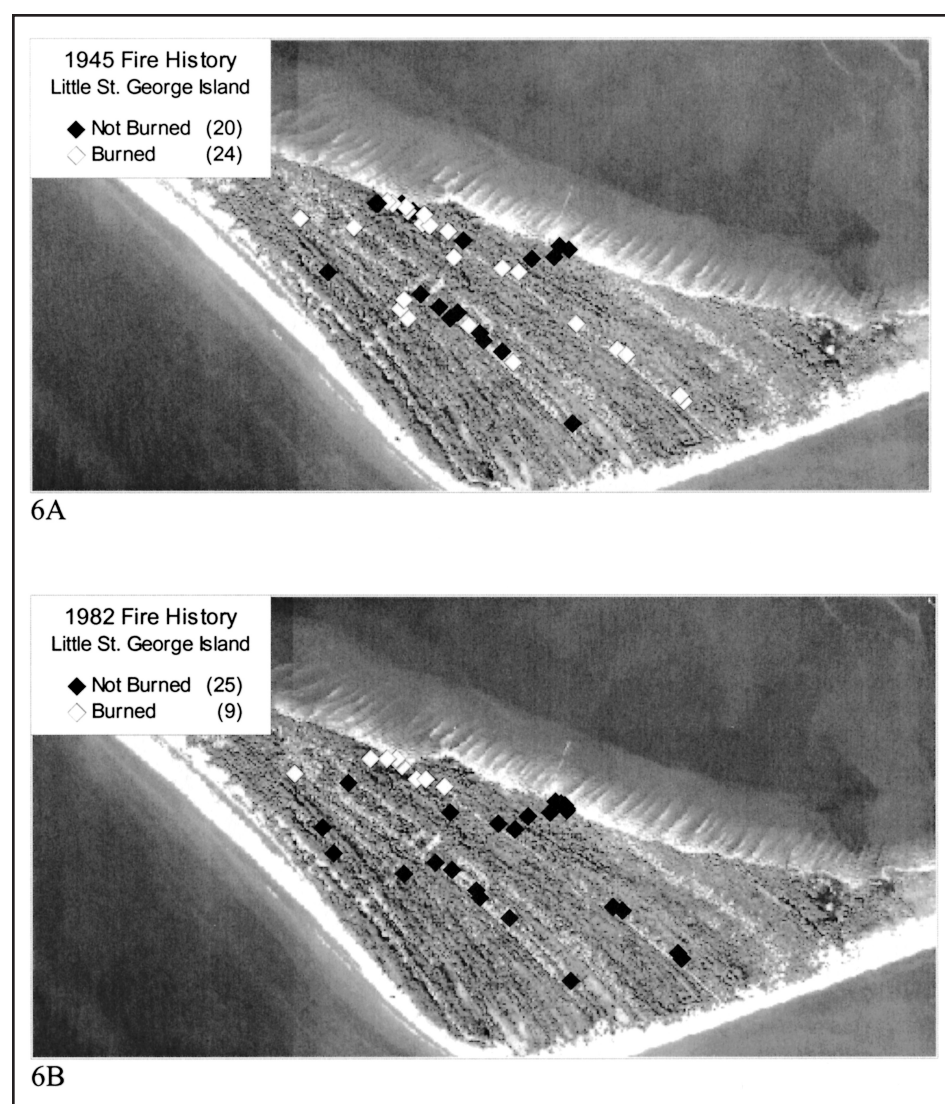 1945 Fire History
Little St. George Island
Not Burned (20)
Burned (24)
6A
1982 Fire History
Little St. George Island
Not Burned (25)
Burned (9)
6B